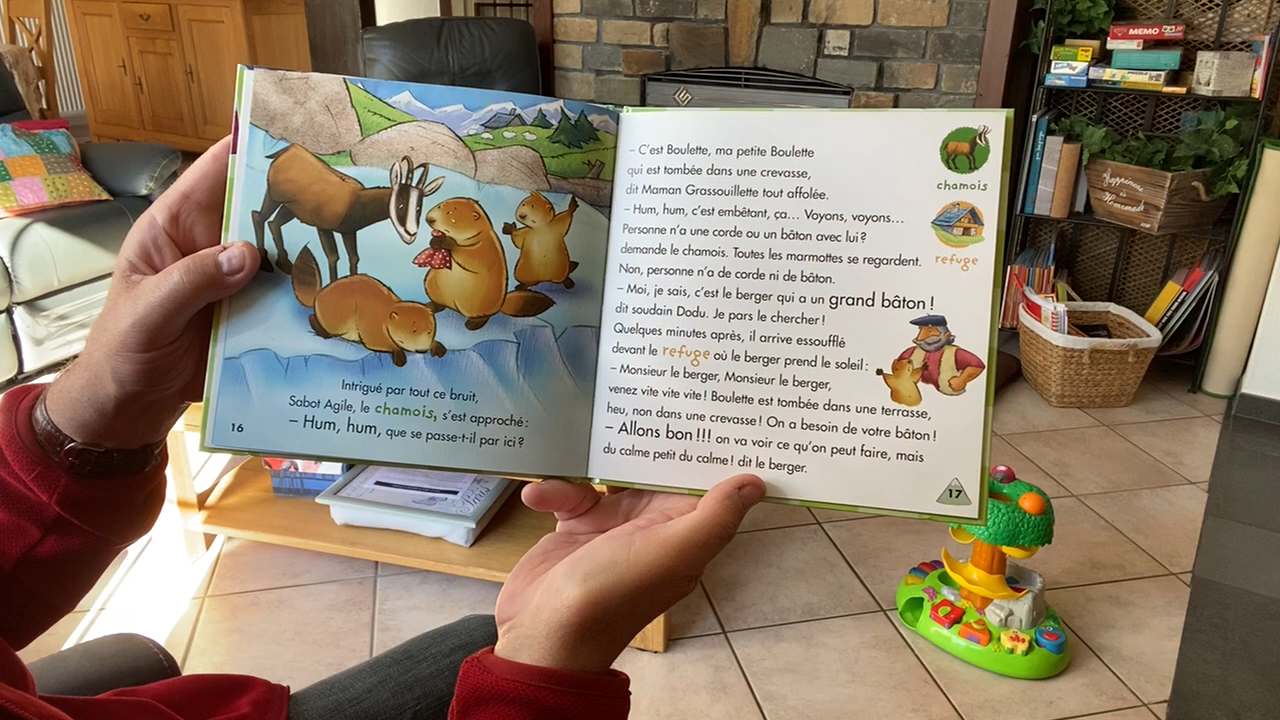 Intrigué par tout ce bruit,
Sabot Agile, le chamois, s'est approché :
– Hum, hum, que se passe-t-il par ici ?
16
– C'est Boulette, ma petite Boulette
qui est tombée dans une crevasse,
dit Maman Grassouillette tout affolée.
– Hum, hum, c'est embêtant, ça... Voyons, voyons...
Personne n'a une corde ou un bâton avec lui ?
demande le chamois. Toutes les marmottes se regardent.
Non, personne n'a de corde ni de bâton.
– Moi, je sais, c'est le berger qui a un grand bâton !
dit soudain Dodu. Je pars le chercher !
Quelques minutes après, il arrive essoufflé
devant le refuge où le berger prend le soleil :
– Monsieur le berger, Monsieur le berger,
venez vite vite vite ! Boulette est tombée dans une terrasse,
heu, non dans une crevasse ! On a besoin de votre bâton !
– Allons bon !!! on va voir ce qu'on peut faire, mais
du calme petit du calme ! dit le berger.
chamois
refuge
17
MEMO
Happiness
is
Homemade